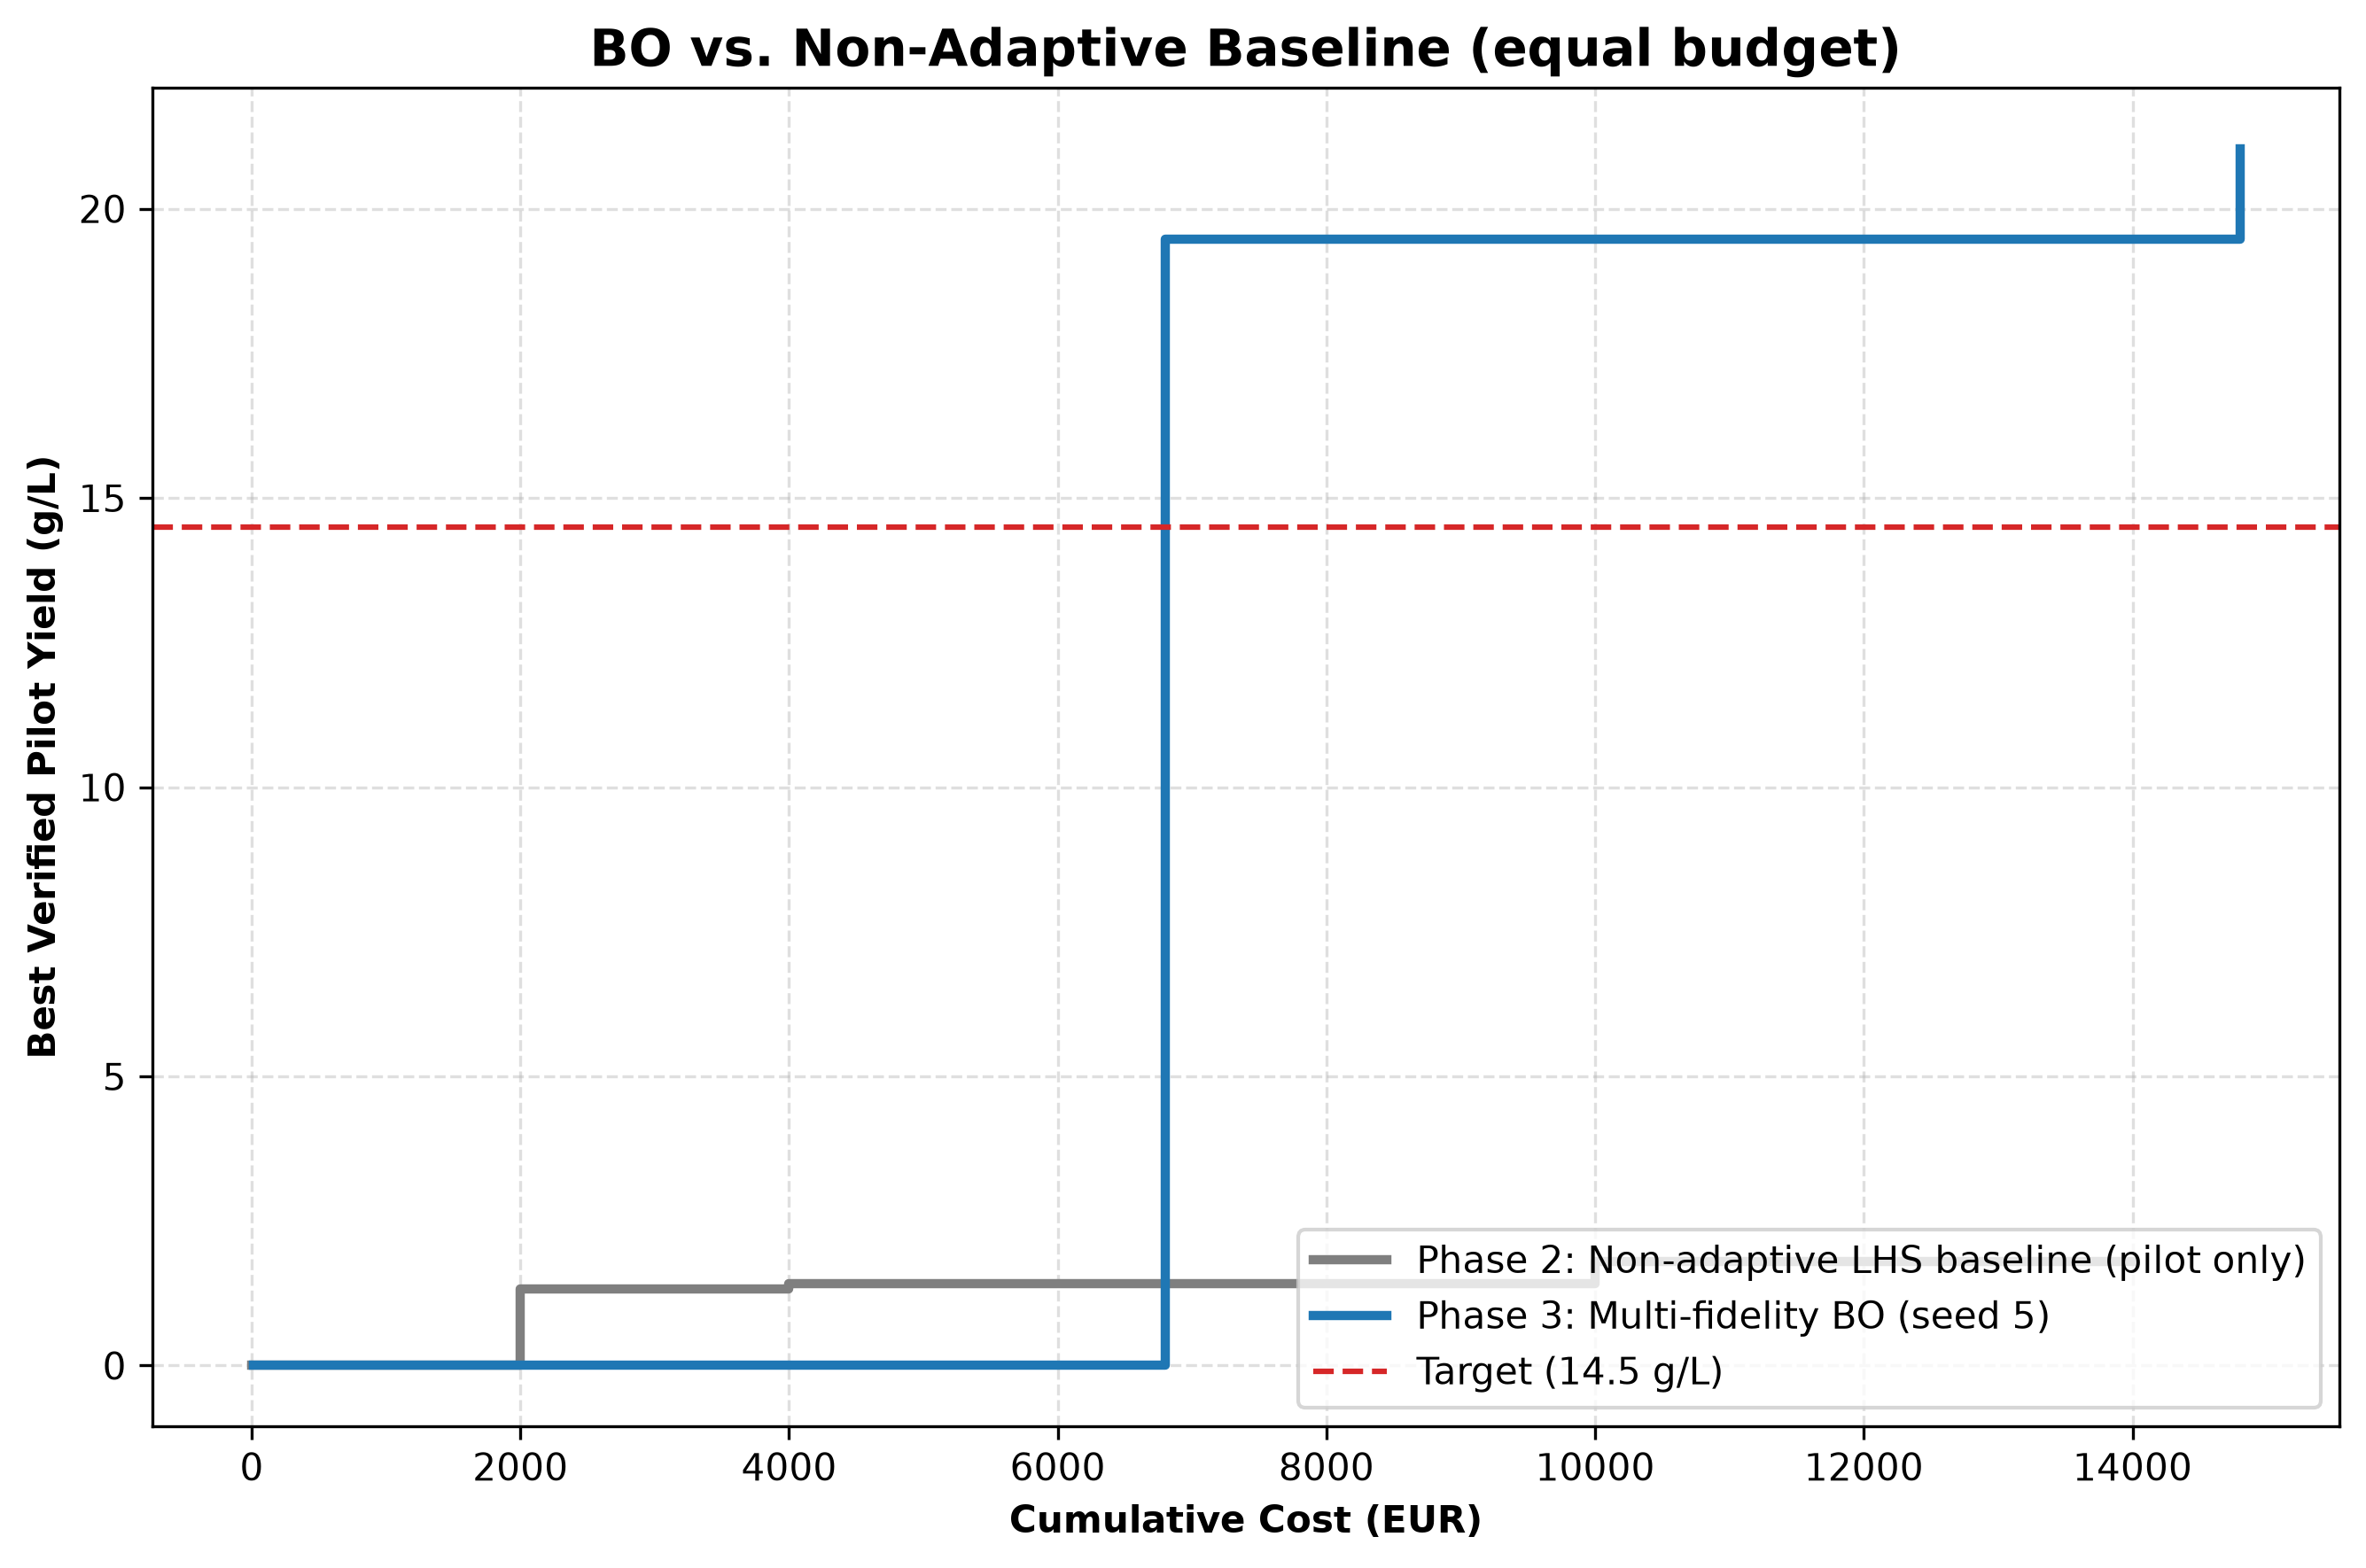 BO vs. Non-Adaptive Baseline (equal budget)
Best Verified Pilot Yield (g/L)
20
15
10
5
0
Phase 2: Non-adaptive LHS baseline (pilot only)
Phase 3: Multi-fidelity BO (seed 5)
Target (14.5 g/L)
0 2000 4000 6000 8000 10000 12000 14000
Cumulative Cost (EUR)